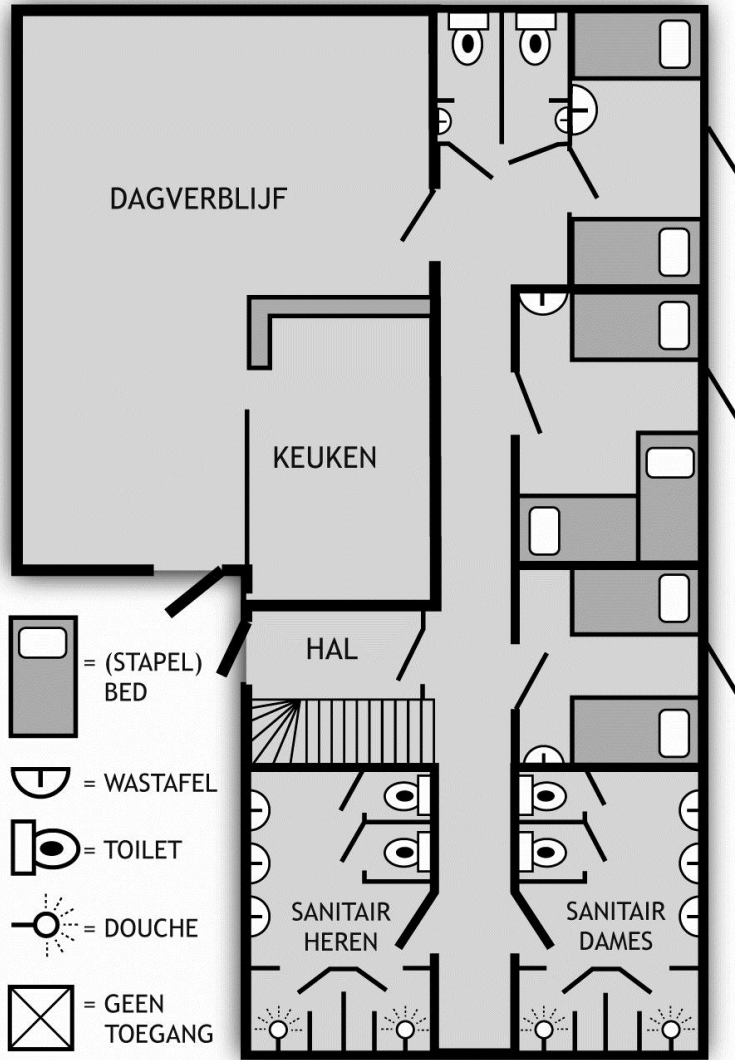 DAGVERBLIJF
KEUKEN
HAL
= (STAPEL)
BED
= WASTAFEL
= TOILET
= DOUCHE
= GEEN
TOEGANG
SANITAIR
HEREN
SANITAIR
DAMES